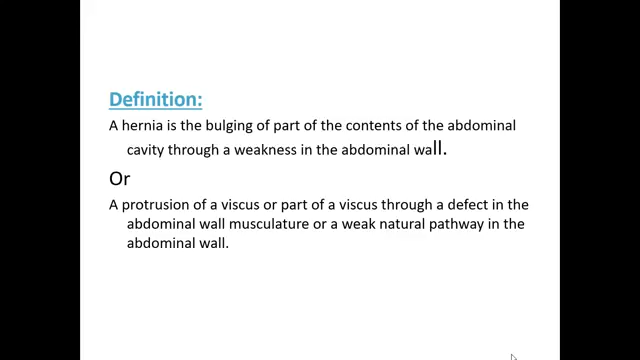 Definition:
A hernia is the bulging of part of the contents of the abdominal
cavity through a weakness in the abdominal wall.
Or
A protrusion of a viscus or part of a viscus through a defect in the
abdominal wall musculature or a weak natural pathway in the
abdominal wall.